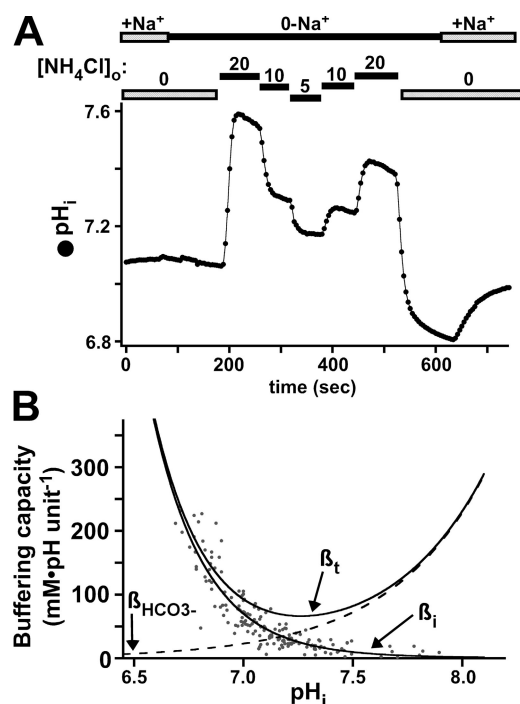 A
+Na⁺ 0-Na⁺ +Na⁺
[NH₄Cl]ₒ: 20 10 5 10 20
0 0
7.6
7.2
6.8
● pHᵢ
0 200 400 600
time (sec)
B
Buffering capacity
(mM•pH unit⁻¹)
300
200
100
0
ßₜ
ßHCO3-
ßᵢ
6.5 7.0 7.5 8.0
pHᵢ